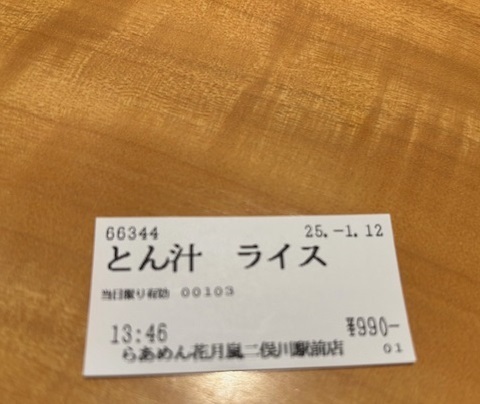 66344 25.-1.12
とん汁 ライス
当日限り有効 00103
13:46 ¥990-
らあめん花月嵐二俣川駅前店 01